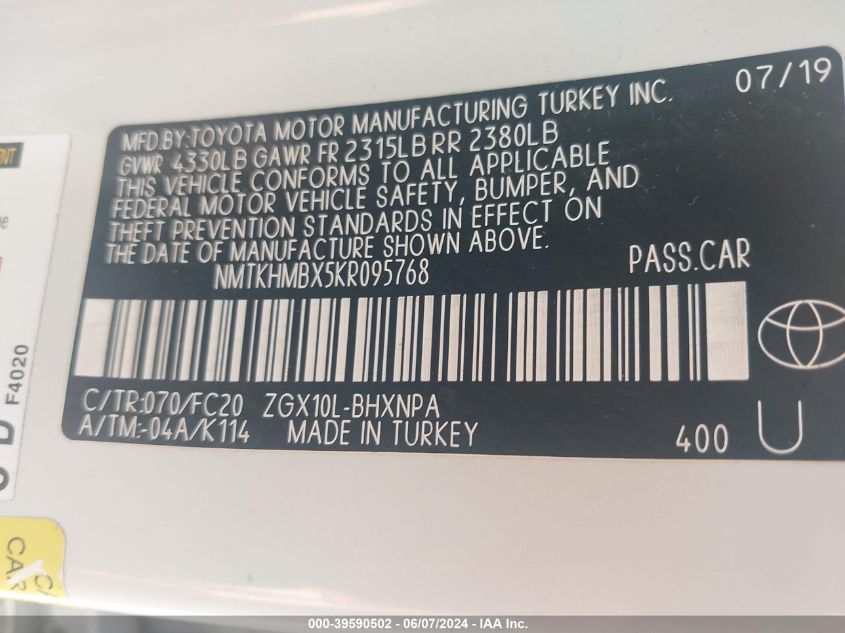 07/19
MFD.BY:TOYOTA MOTOR MANUFACTURING TURKEY INC.
GVWR 4330LB GAWR FR 2315LB RR 2380LB
THIS VEHICLE CONFORMS TO ALL APPLICABLE
FEDERAL MOTOR VEHICLE SAFETY, BUMPER, AND
THEFT PREVENTION STANDARDS IN EFFECT ON
THE DATE OF MANUFACTURE SHOWN ABOVE.
NMTKHMBX5KR095768 PASS.CAR
C/TR:070/FC20 ZGX10L-BHXNPA
A/TM:-04A/K114 MADE IN TURKEY 400 U
F4020
000-39590502 - 06/07/2024 - IAA Inc.